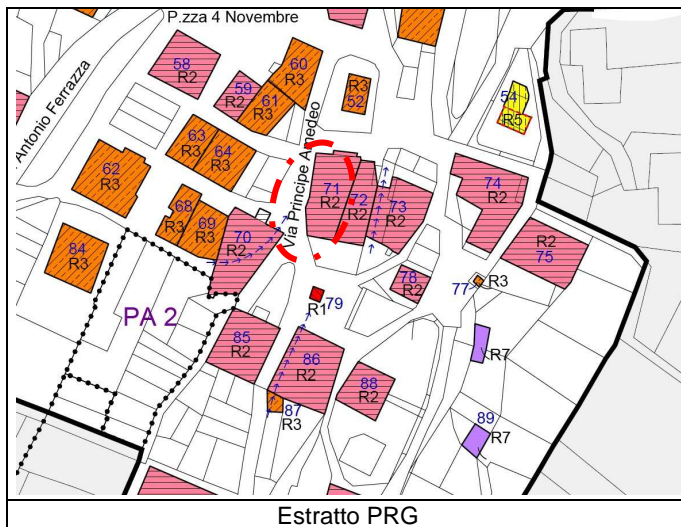 P.zza 4 Novembre
Antonio Ferrazza
Via Principe Amedeo
58
R2
59
R2
60
R3
61
R3
R3
52
54
R5
63
R3
64
R3
62
R3
71
R2
72
R2
73
R2
74
R2
68
R3
69
R3
70
R2
84
R3
R2
75
78
R2
77
R3
PA 2
79
R1
85
R2
86
R2
R7
88
R2
87
R3
89
R7
Estratto PRG